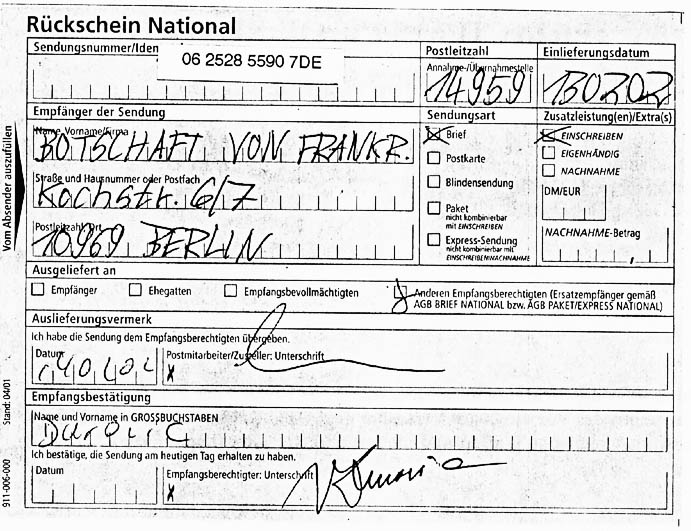 Rückschein National
Sendungsnummer/Iden
06 2528 5590 7DE
Postleitzahl
Annahme-/Übernahmestelle
14959
Einlieferungsdatum
130202
Empfänger der Sendung
Name, Vorname/Firma
BOTSCHAFT VON FRANKR.
Straße und Hausnummer oder Postfach
Kochstr. 6/7
Postleitzahl Ort
10969 BERLIN
Sendungsart
Brief
Postkarte
Blindensendung
Paket
nicht kombinierbar
mit EINSCHREIBEN
Express-Sendung
nicht kombinierbar mit
EINSCHREIBEN/NACHNAHME
Zusatzleistung(en)/Extra(s)
EINSCHREIBEN
EIGENHÄNDIG
NACHNAHME
DM/EUR
NACHNAHME-Betrag
Vom Absender auszufüllen
Ausgeliefert an
Empfänger
Ehegatten
Empfangsbevollmächtigten
Anderen Empfangsberechtigten (Ersatzempfänger gemäß
AGB BRIEF NATIONAL bzw. AGB PAKET/EXPRESS NATIONAL)
Auslieferungsvermerk
Ich habe die Sendung dem Empfangsberechtigten übergeben.
Datum
Postmitarbeiter/Zusteller: Unterschrift
X
Empfangsbestätigung
Name und Vorname in GROSSBUCHSTABEN
Ich bestätige, die Sendung am heutigen Tag erhalten zu haben.
Datum
Empfangsberechtigter: Unterschrift
X
Stand: 04/01
911-006-000